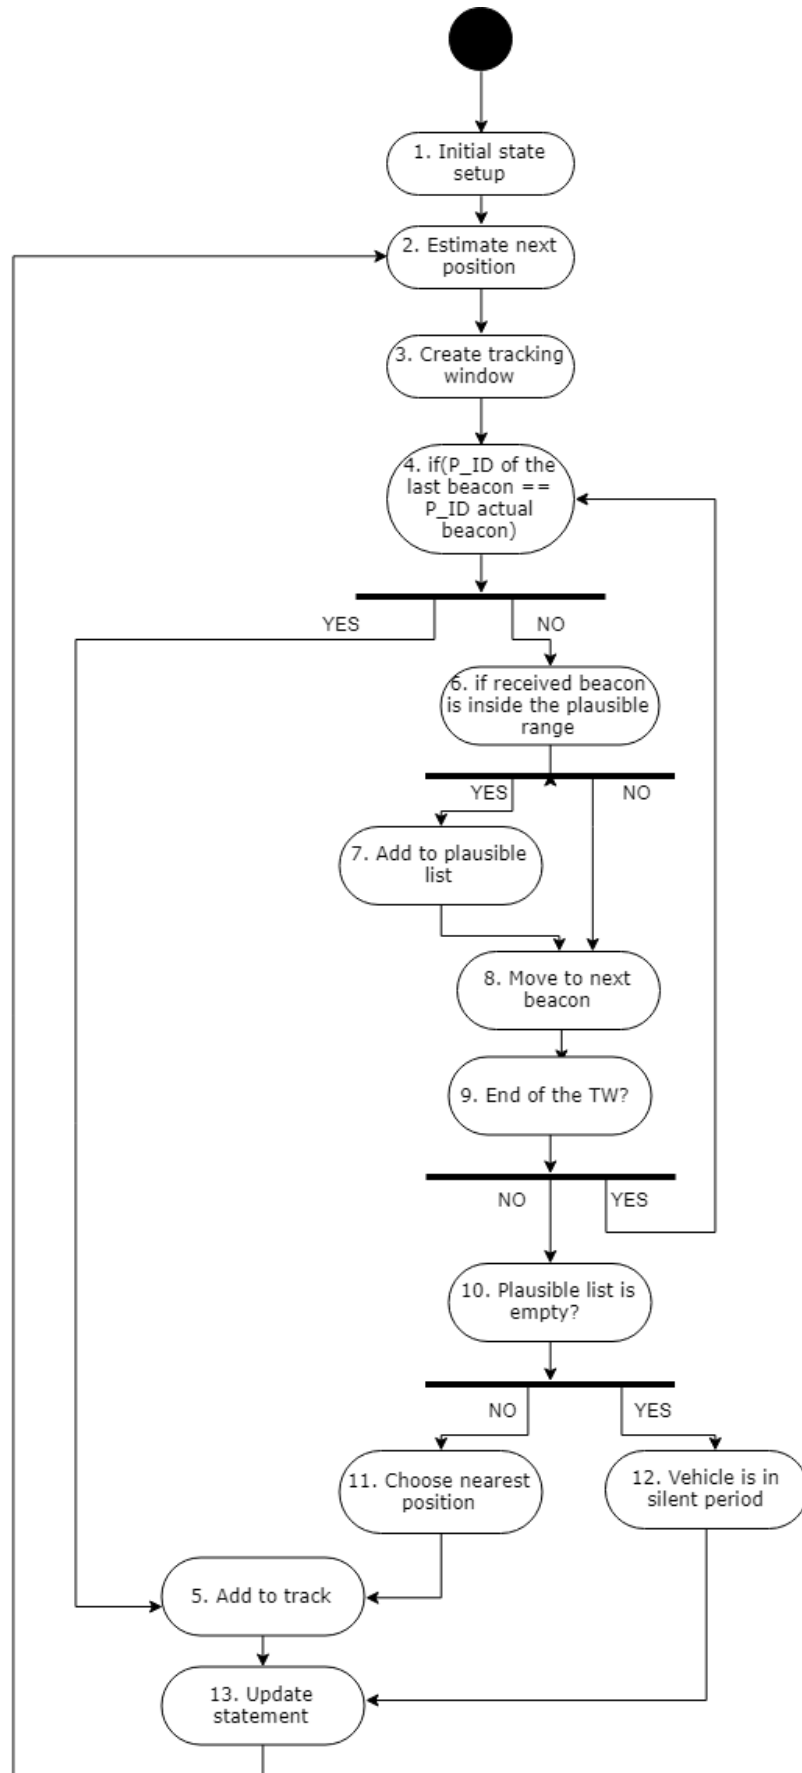 1. Initial state
setup
2. Estimate next
position
3. Create tracking
window
4. if(P_ID of the
last beacon ==
P_ID actual
beacon)
YES
NO
6. if received beacon
is inside the plausible
range
YES
NO
7. Add to plausible
list
8. Move to next
beacon
9. End of the TW?
NO
YES
10. Plausible list is
empty?
NO
YES
11. Choose nearest
position
12. Vehicle is in
silent period
5. Add to track
13. Update
statement